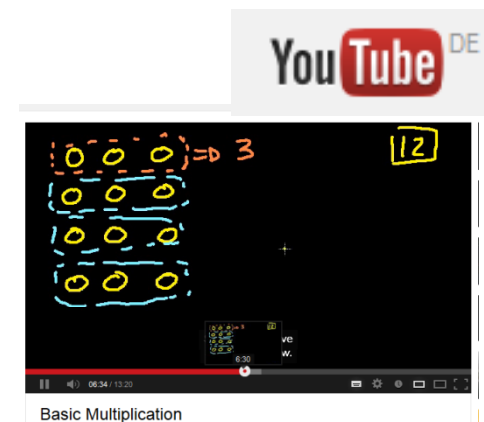 YouTube DE
=> 3
12
ve
w.
6:30
06:34 / 13:20
Basic Multiplication